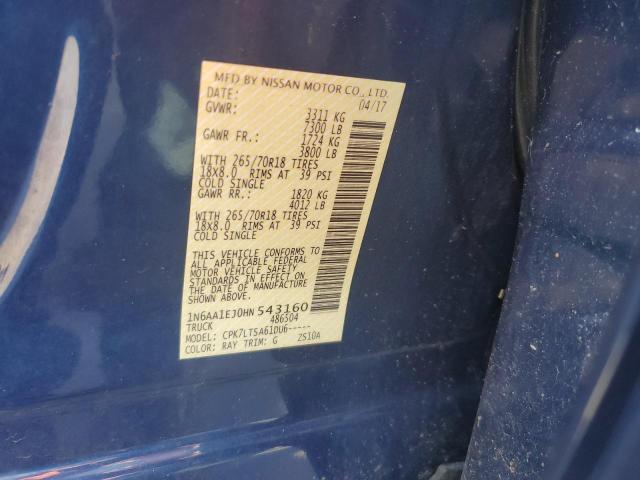 MFD BY NISSAN MOTOR CO., LTD.
DATE: 04/17
GVWR: 3311 KG
7300 LB
GAWR FR.: 1724 KG
3800 LB
WITH 265/70R18 TIRES
18x8.0 RIMS AT 39 PSI
COLD SINGLE
GAWR RR.: 1820 KG
4012 LB
WITH 265/70R18 TIRES
18x8.0 RIMS AT 39 PSI
COLD SINGLE
THIS VEHICLE CONFORMS TO
ALL APPLICABLE FEDERAL
MOTOR VEHICLE SAFETY
STANDARDS IN EFFECT ON
THE DATE OF MANUFACTURE
SHOWN ABOVE.
1N6AA1EJ0HN 543160
TRUCK 486504
MODEL: CPK7LTSA61DU6-----
COLOR: RAY TRIM: G ZS10A